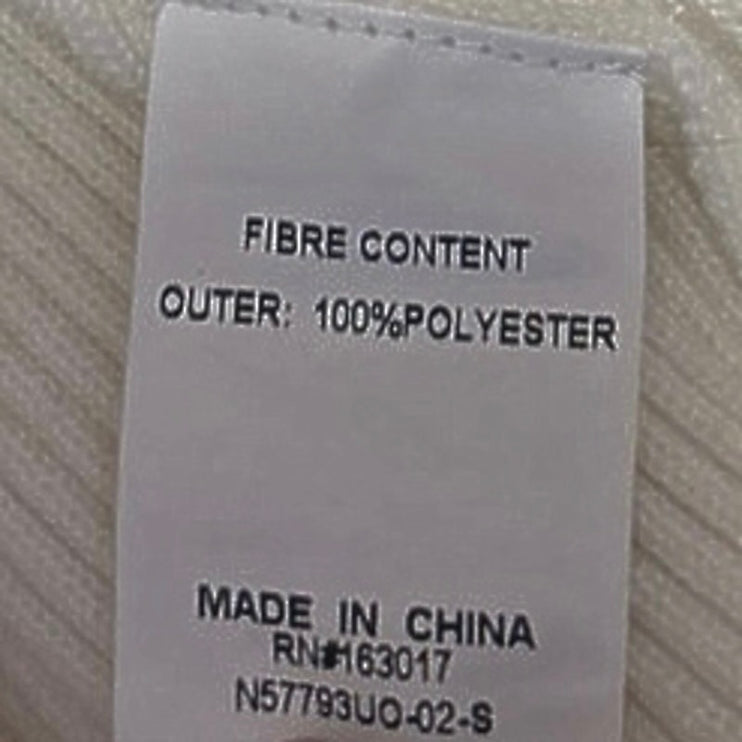 FIBRE CONTENT
OUTER: 100%POLYESTER
MADE IN CHINA
RN#163017
N57793UO-02-S